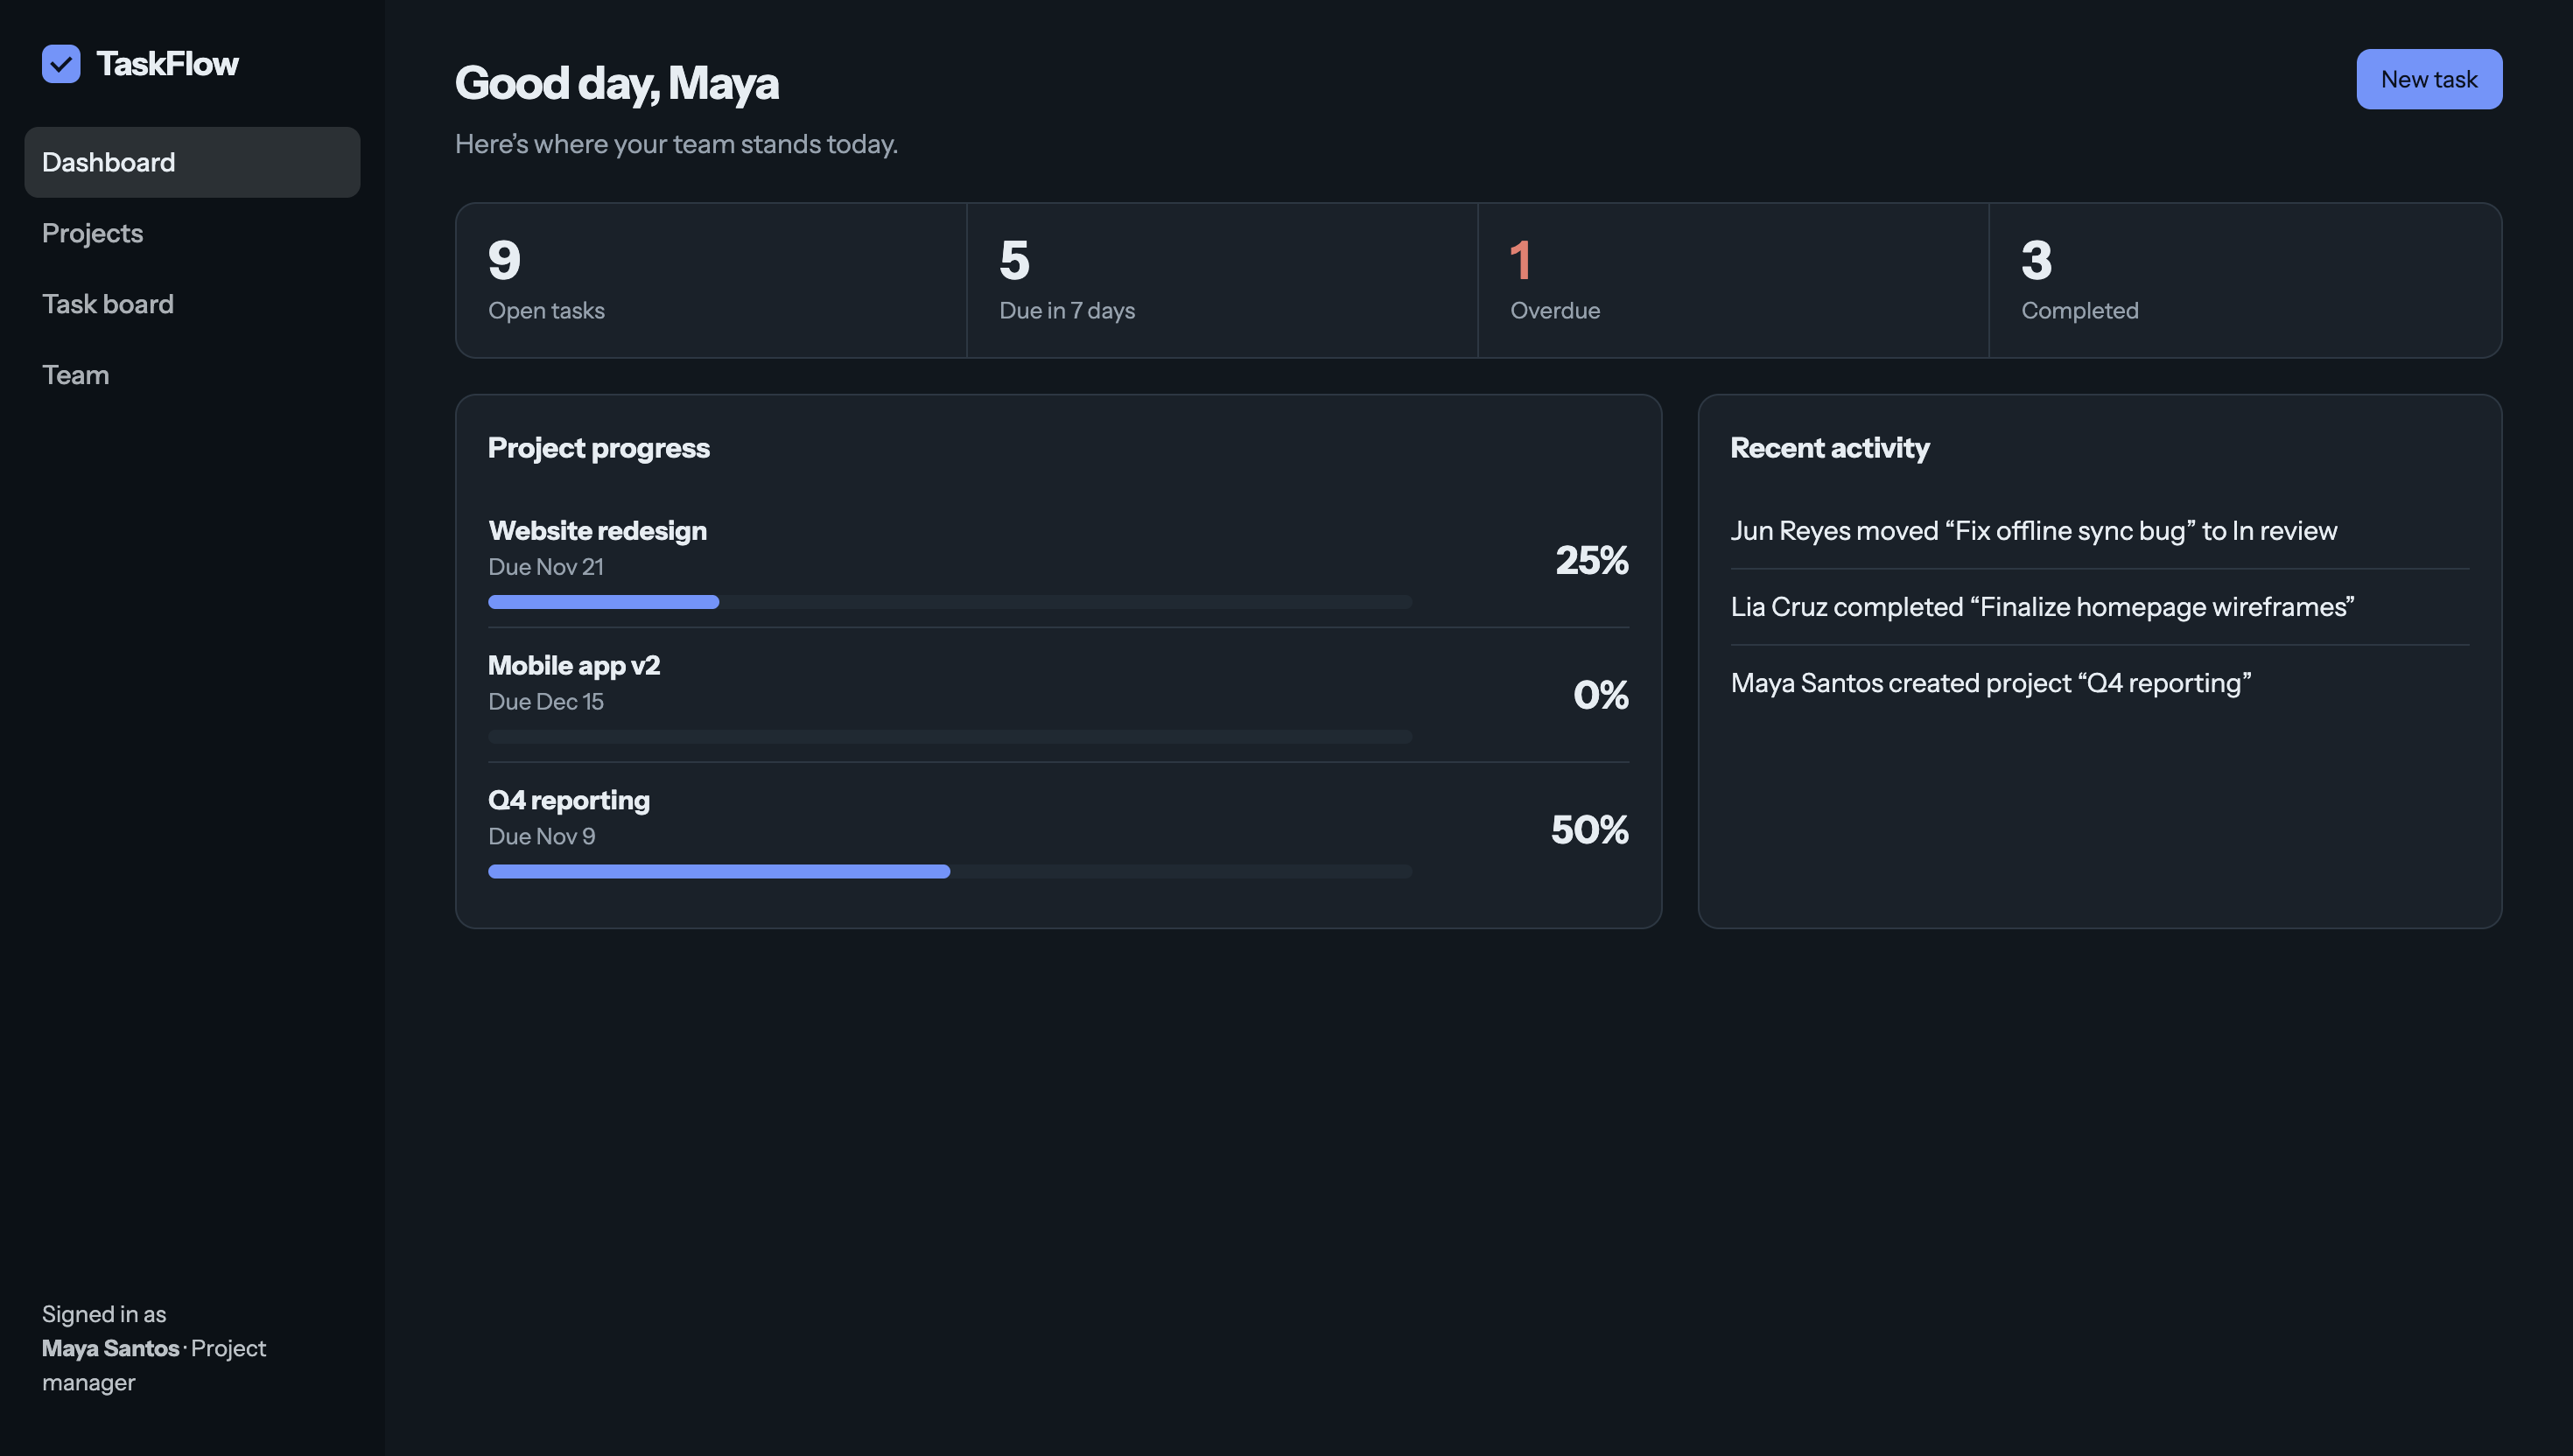 TaskFlow
Dashboard
Projects
Task board
Team
Signed in as
Maya Santos · Project
manager
Good day, Maya
Here’s where your team stands today.
New task
9
Open tasks
5
Due in 7 days
1
Overdue
3
Completed
Project progress
Website redesign
Due Nov 21
25%
Mobile app v2
Due Dec 15
0%
Q4 reporting
Due Nov 9
50%
Recent activity
Jun Reyes moved “Fix offline sync bug” to In review
Lia Cruz completed “Finalize homepage wireframes”
Maya Santos created project “Q4 reporting”